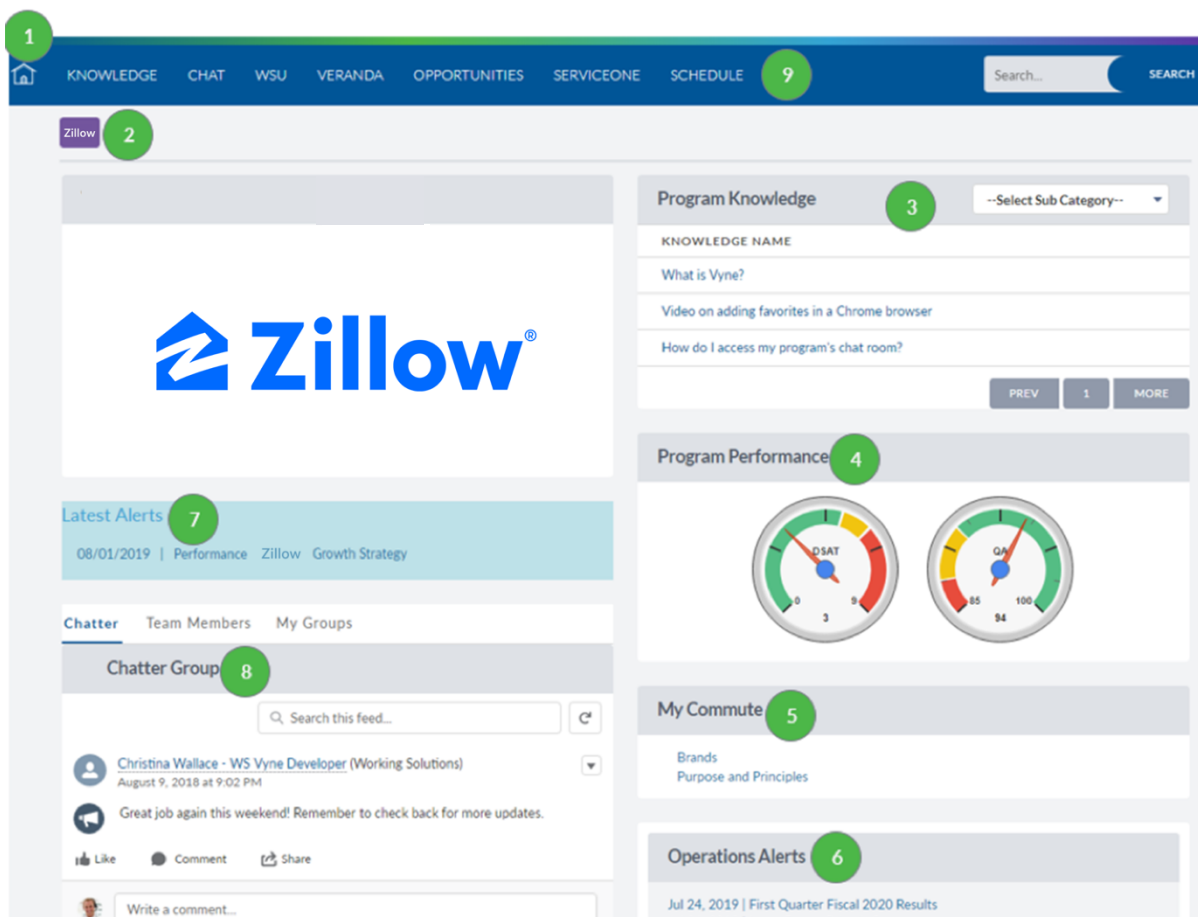 1
KNOWLEDGE CHAT WSU VERANDA OPPORTUNITIES SERVICEONE SCHEDULE 9 Search... SEARCH
Zillow 2
Zillow®
Program Knowledge 3 --Select Sub Category--
KNOWLEDGE NAME
What is Vyne?
Video on adding favorites in a Chrome browser
How do I access my program's chat room?
PREV 1 MORE
Program Performance 4
DSAT
0 9
3
QA
85 100
94
Latest Alerts 7
08/01/2019 | Performance Zillow Growth Strategy
Chatter Team Members My Groups
Chatter Group 8
Search this feed...
Christina Wallace - WS Vyne Developer (Working Solutions)
August 9, 2018 at 9:02 PM
Great job again this weekend! Remember to check back for more updates.
Like Comment Share
Write a comment...
My Commute 5
Brands
Purpose and Principles
Operations Alerts 6
Jul 24, 2019 | First Quarter Fiscal 2020 Results